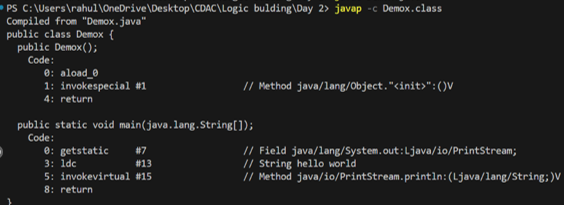 PS C:\Users\rahul\OneDrive\Desktop\CDAC\Logic bulding\Day 2> javap -c Demox.class
Compiled from "Demox.java"
public class Demox {
  public Demox();
    Code:
       0: aload_0
       1: invokespecial #1                  // Method java/lang/Object."<init>":()V
       4: return

  public static void main(java.lang.String[]);
    Code:
       0: getstatic     #7                  // Field java/lang/System.out:Ljava/io/PrintStream;
       3: ldc           #13                 // String hello world
       5: invokevirtual #15                 // Method java/io/PrintStream.println:(Ljava/lang/String;)V
       8: return
}